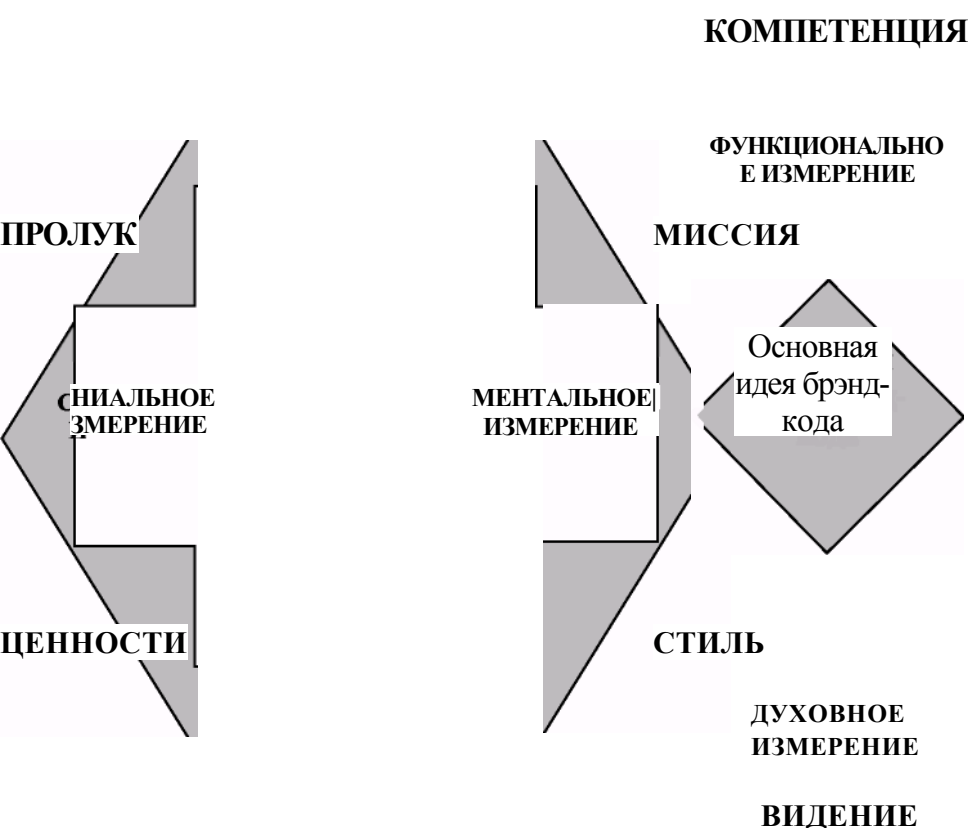 КОМПЕТЕНЦИЯ
ФУНКЦИОНАЛЬНО
Е ИЗМЕРЕНИЕ
ПРОЛУК
МИССИЯ
Основная
идея брэнд-
кода
НИАЛЬНОЕ
ЗМЕРЕНИЕ
МЕНТАЛЬНОЕ
ИЗМЕРЕНИЕ
ЦЕННОСТИ
СТИЛЬ
ДУХОВНОЕ
ИЗМЕРЕНИЕ
ВИДЕНИЕ